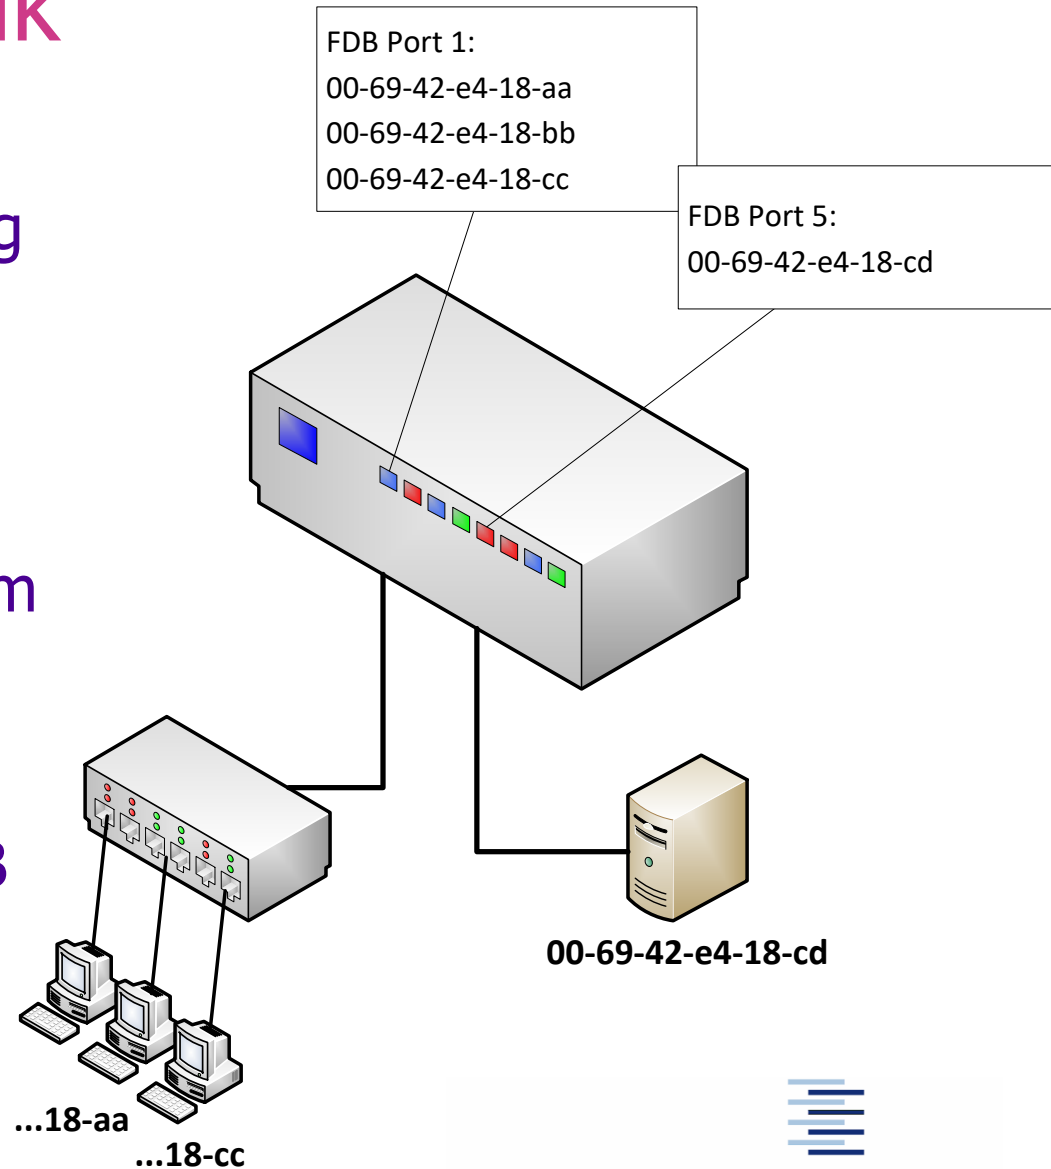 FDB Port 1:
00-69-42-e4-18-aa
00-69-42-e4-18-bb
00-69-42-e4-18-cc
FDB Port 5:
00-69-42-e4-18-cd
00-69-42-e4-18-cd
...18-aa
...18-cc